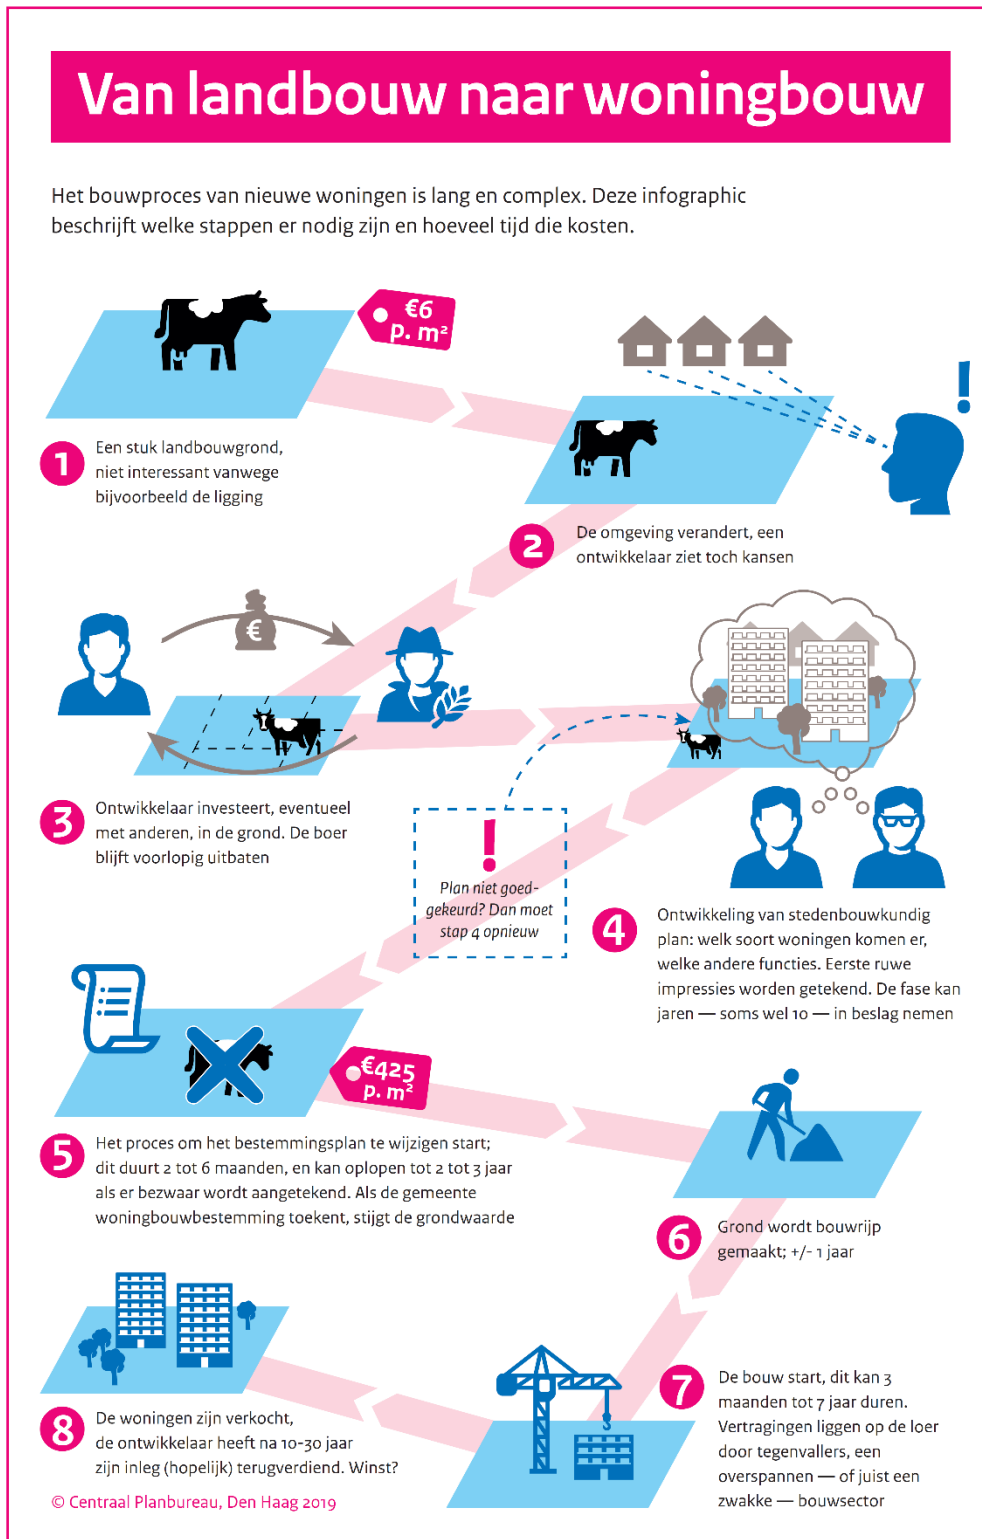 Van landbouw naar woningbouw
Het bouwproces van nieuwe woningen is lang en complex. Deze infographic
beschrijft welke stappen er nodig zijn en hoeveel tijd die kosten.
€6
p. m²
1
Een stuk landbouwgrond,
niet interessant vanwege
bijvoorbeeld de ligging
!
2
De omgeving verandert, een
ontwikkelaar ziet toch kansen
€
3
Ontwikkelaar investeert, eventueel
met anderen, in de grond. De boer
blijft voorlopig uitbaten
!
Plan niet goed-
gekeurd? Dan moet
stap 4 opnieuw
4
Ontwikkeling van stedenbouwkundig
plan: welk soort woningen komen er,
welke andere functies. Eerste ruwe
impressies worden getekend. De fase kan
jaren — soms wel 10 — in beslag nemen
€425
p. m²
5
Het proces om het bestemmingsplan te wijzigen start;
dit duurt 2 tot 6 maanden, en kan oplopen tot 2 tot 3 jaar
als er bezwaar wordt aangetekend. Als de gemeente
woningbouwbestemming toekent, stijgt de grondwaarde
6
Grond wordt bouwrijp
gemaakt; +/- 1 jaar
7
De bouw start, dit kan 3
maanden tot 7 jaar duren.
Vertragingen liggen op de loer
door tegenvallers, een
overspannen — of juist een
zwakke — bouwsector
8
De woningen zijn verkocht,
de ontwikkelaar heeft na 10-30 jaar
zijn inleg (hopelijk) terugverdiend. Winst?
© Centraal Planbureau, Den Haag 2019